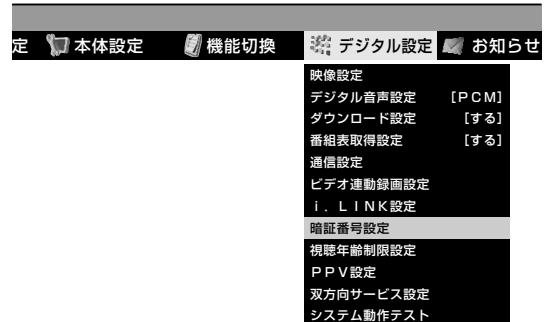 定 本体設定 機能切換 デジタル設定 お知らせ
映像設定
デジタル音声設定 [PCM]
ダウンロード設定 [する]
番組表取得設定 [する]
通信設定
ビデオ連動録画設定
i.LINK設定
暗証番号設定
視聴年齢制限設定
PPV設定
双方向サービス設定
システム動作テスト